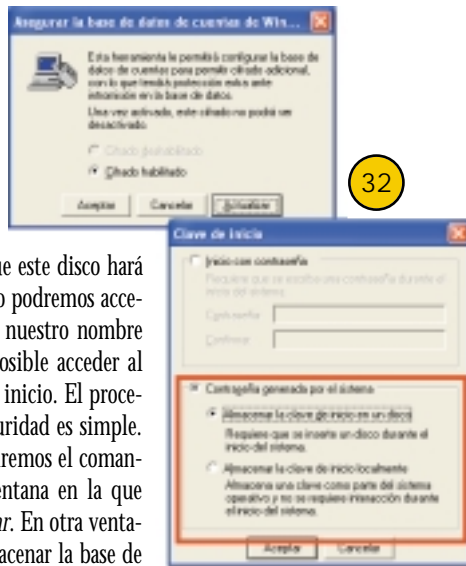 Asegurar la base de datos de cuentas de Win...
Esta herramienta le permitirá configurar la base de
datos de cuentas para permitir cifrado adicional,
con lo que tendrá protección extra ante
intromisión en la base de datos.
Una vez activado, este cifrado no podrá ser
desactivado.
Cifrado deshabilitado
Cifrado habilitado
Aceptar Cancelar Actualizar
32
ue este disco hará
o podremos acce-
nuestro nombre
osible acceder al
inicio. El proce-
uridad es simple.
iremos el coman-
entana en la que
ar. En otra venta-
acenar la base de
Clave de inicio
Inicio con contraseña
Requiere que se escriba una contraseña durante el
inicio del sistema.
Contraseña:
Confirmar:
Contraseña generada por el sistema
Almacenar la clave de inicio en un disco
Requiere que se inserte un disco durante el
inicio del sistema.
Almacenar la clave de inicio localmente
Almacena una clave como parte del sistema
operativo y no se requiere interacción durante
el inicio del sistema.
Aceptar Cancelar